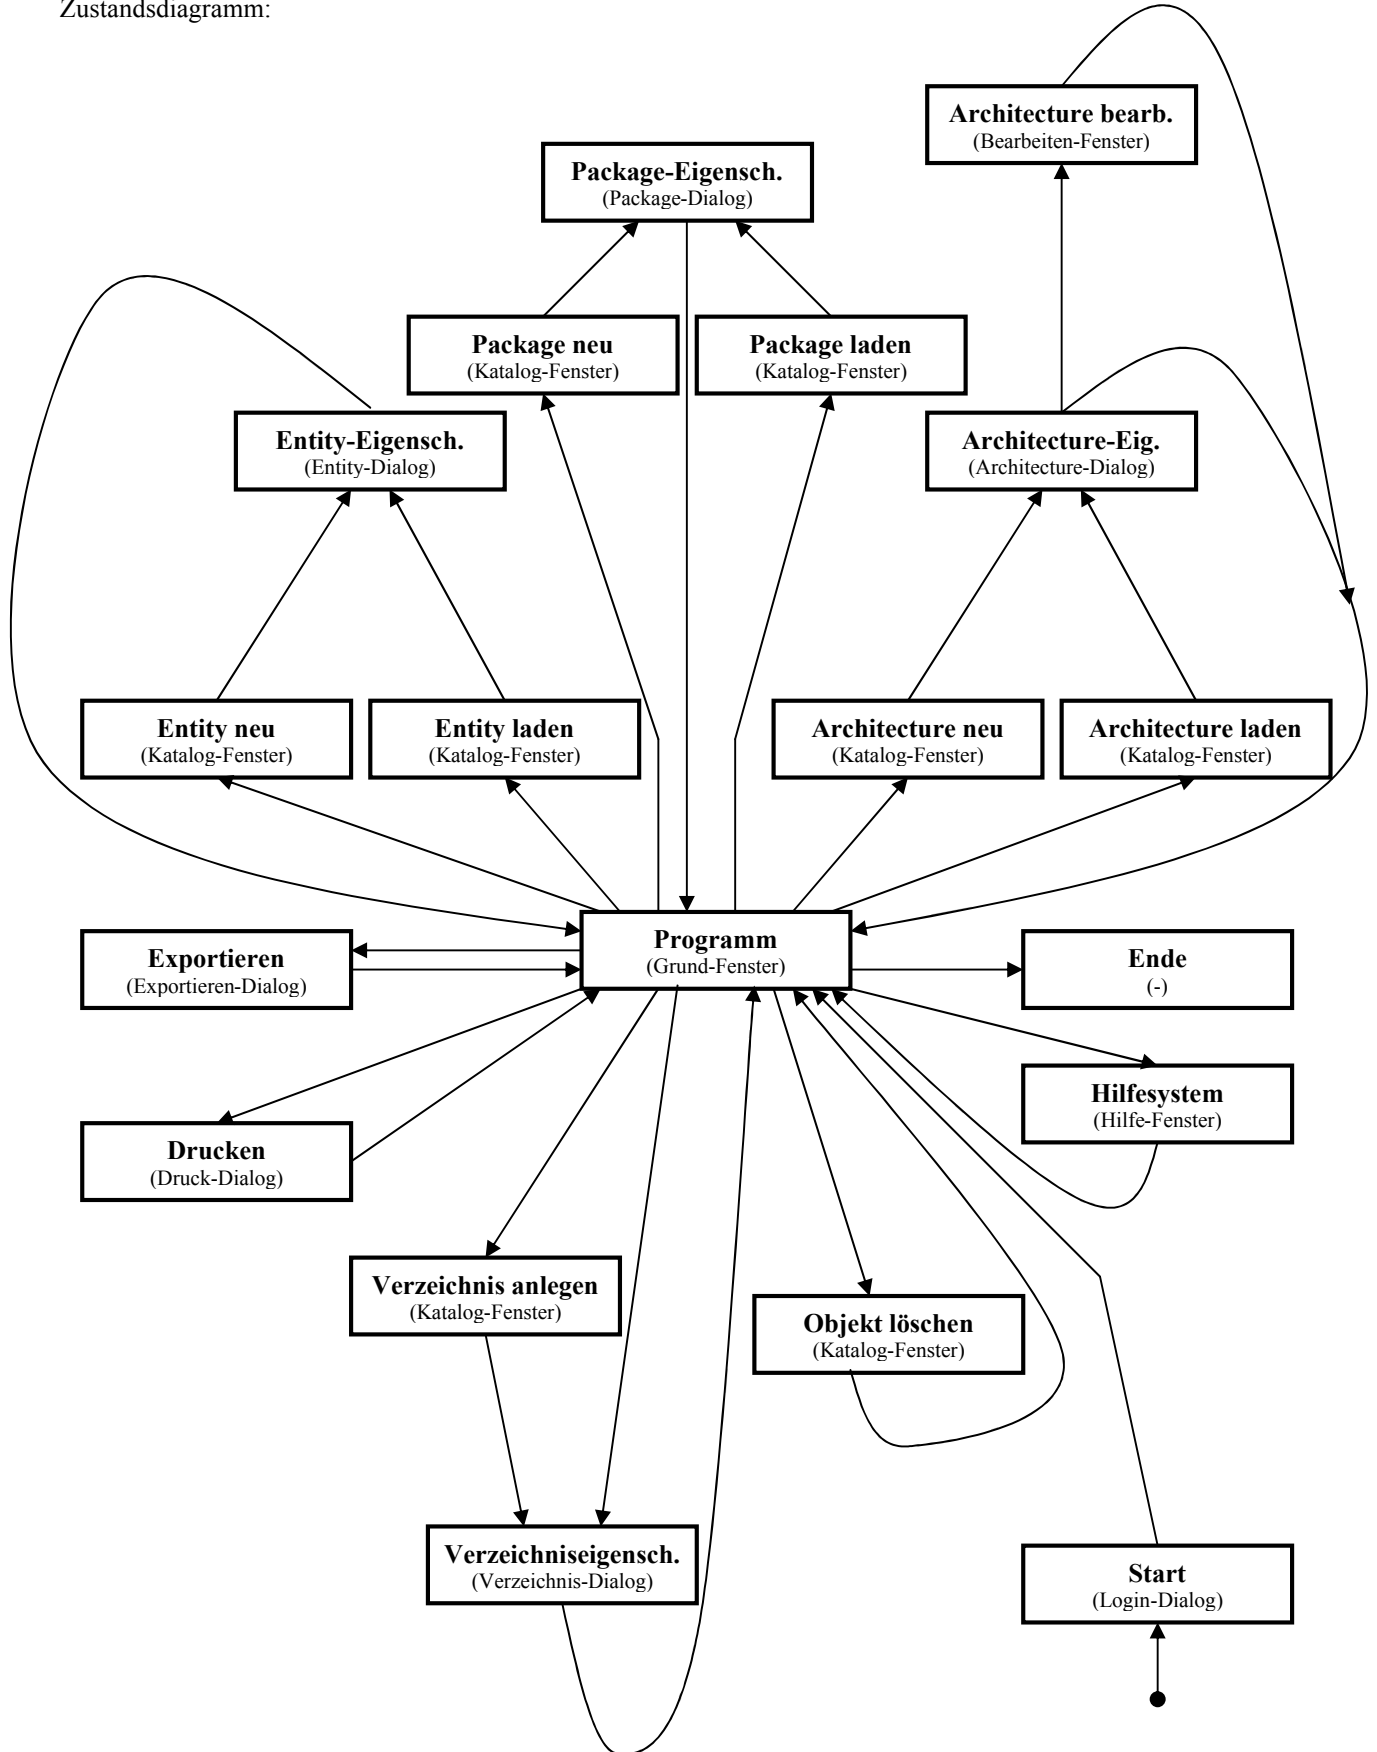 Zustandsdiagramm:
Architecture bearb.
(Bearbeiten-Fenster)
Package-Eigensch.
(Package-Dialog)
Package neu
(Katalog-Fenster)
Package laden
(Katalog-Fenster)
Entity-Eigensch.
(Entity-Dialog)
Architecture-Eig.
(Architecture-Dialog)
Entity neu
(Katalog-Fenster)
Entity laden
(Katalog-Fenster)
Architecture neu
(Katalog-Fenster)
Architecture laden
(Katalog-Fenster)
Programm
(Grund-Fenster)
Exportieren
(Exportieren-Dialog)
Ende
(-)
Hilfesystem
(Hilfe-Fenster)
Drucken
(Druck-Dialog)
Verzeichnis anlegen
(Katalog-Fenster)
Objekt löschen
(Katalog-Fenster)
Verzeichniseigensch.
(Verzeichnis-Dialog)
Start
(Login-Dialog)